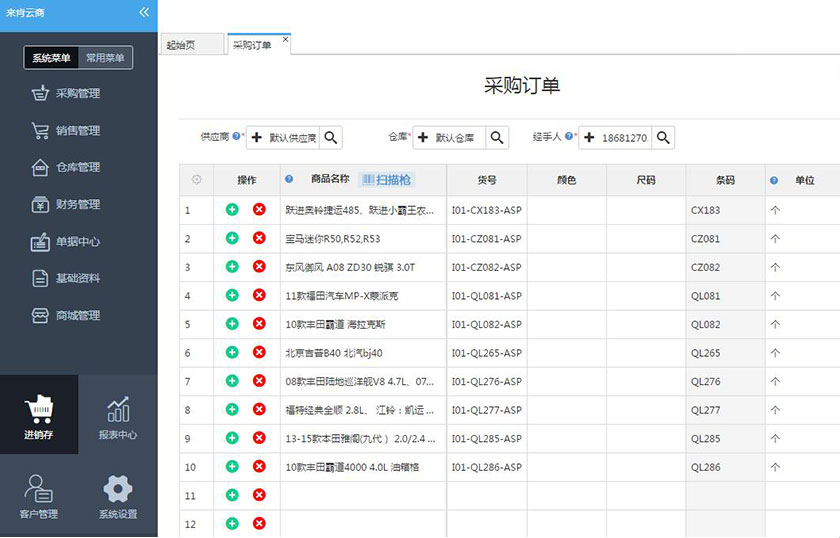 来肯云商
系统菜单 常用菜单
采购管理
销售管理
仓库管理
财务管理
单据中心
基础资料
商城管理
进销存 报表中心
客户管理 系统设置
起始页 采购订单
采购订单
供应商 * 默认供应商 仓库* 默认仓库 经手人 * 18681270
操作 商品名称 扫描枪 货号 颜色 尺码 条码 单位
1 跃进奥铃捷运485、跃进小霸王农... I01-CX183-ASP CX183 个
2 宝马迷你R50,R52,R53 I01-CZ081-ASP CZ081 个
3 东风御风 A08 ZD30 锐骐 3.0T I01-CZ082-ASP CZ082 个
4 11款福田汽车MP-X蒙派克 I01-QL081-ASP QL081 个
5 10款丰田霸道 海拉克斯 I01-QL082-ASP QL082 个
6 北京吉普B40 北汽bj40 I01-QL265-ASP QL265 个
7 08款丰田陆地巡洋舰V8 4.7L、07... I01-QL276-ASP QL276 个
8 福特经典全顺 2.8L、 江铃：凯运 ... I01-QL277-ASP QL277 个
9 13-15款本田雅阁(九代 ）2.0/2.4 ... I01-QL285-ASP QL285 个
10 10款丰田霸道4000 4.0L 油箱格 I01-QL286-ASP QL286 个
11
12